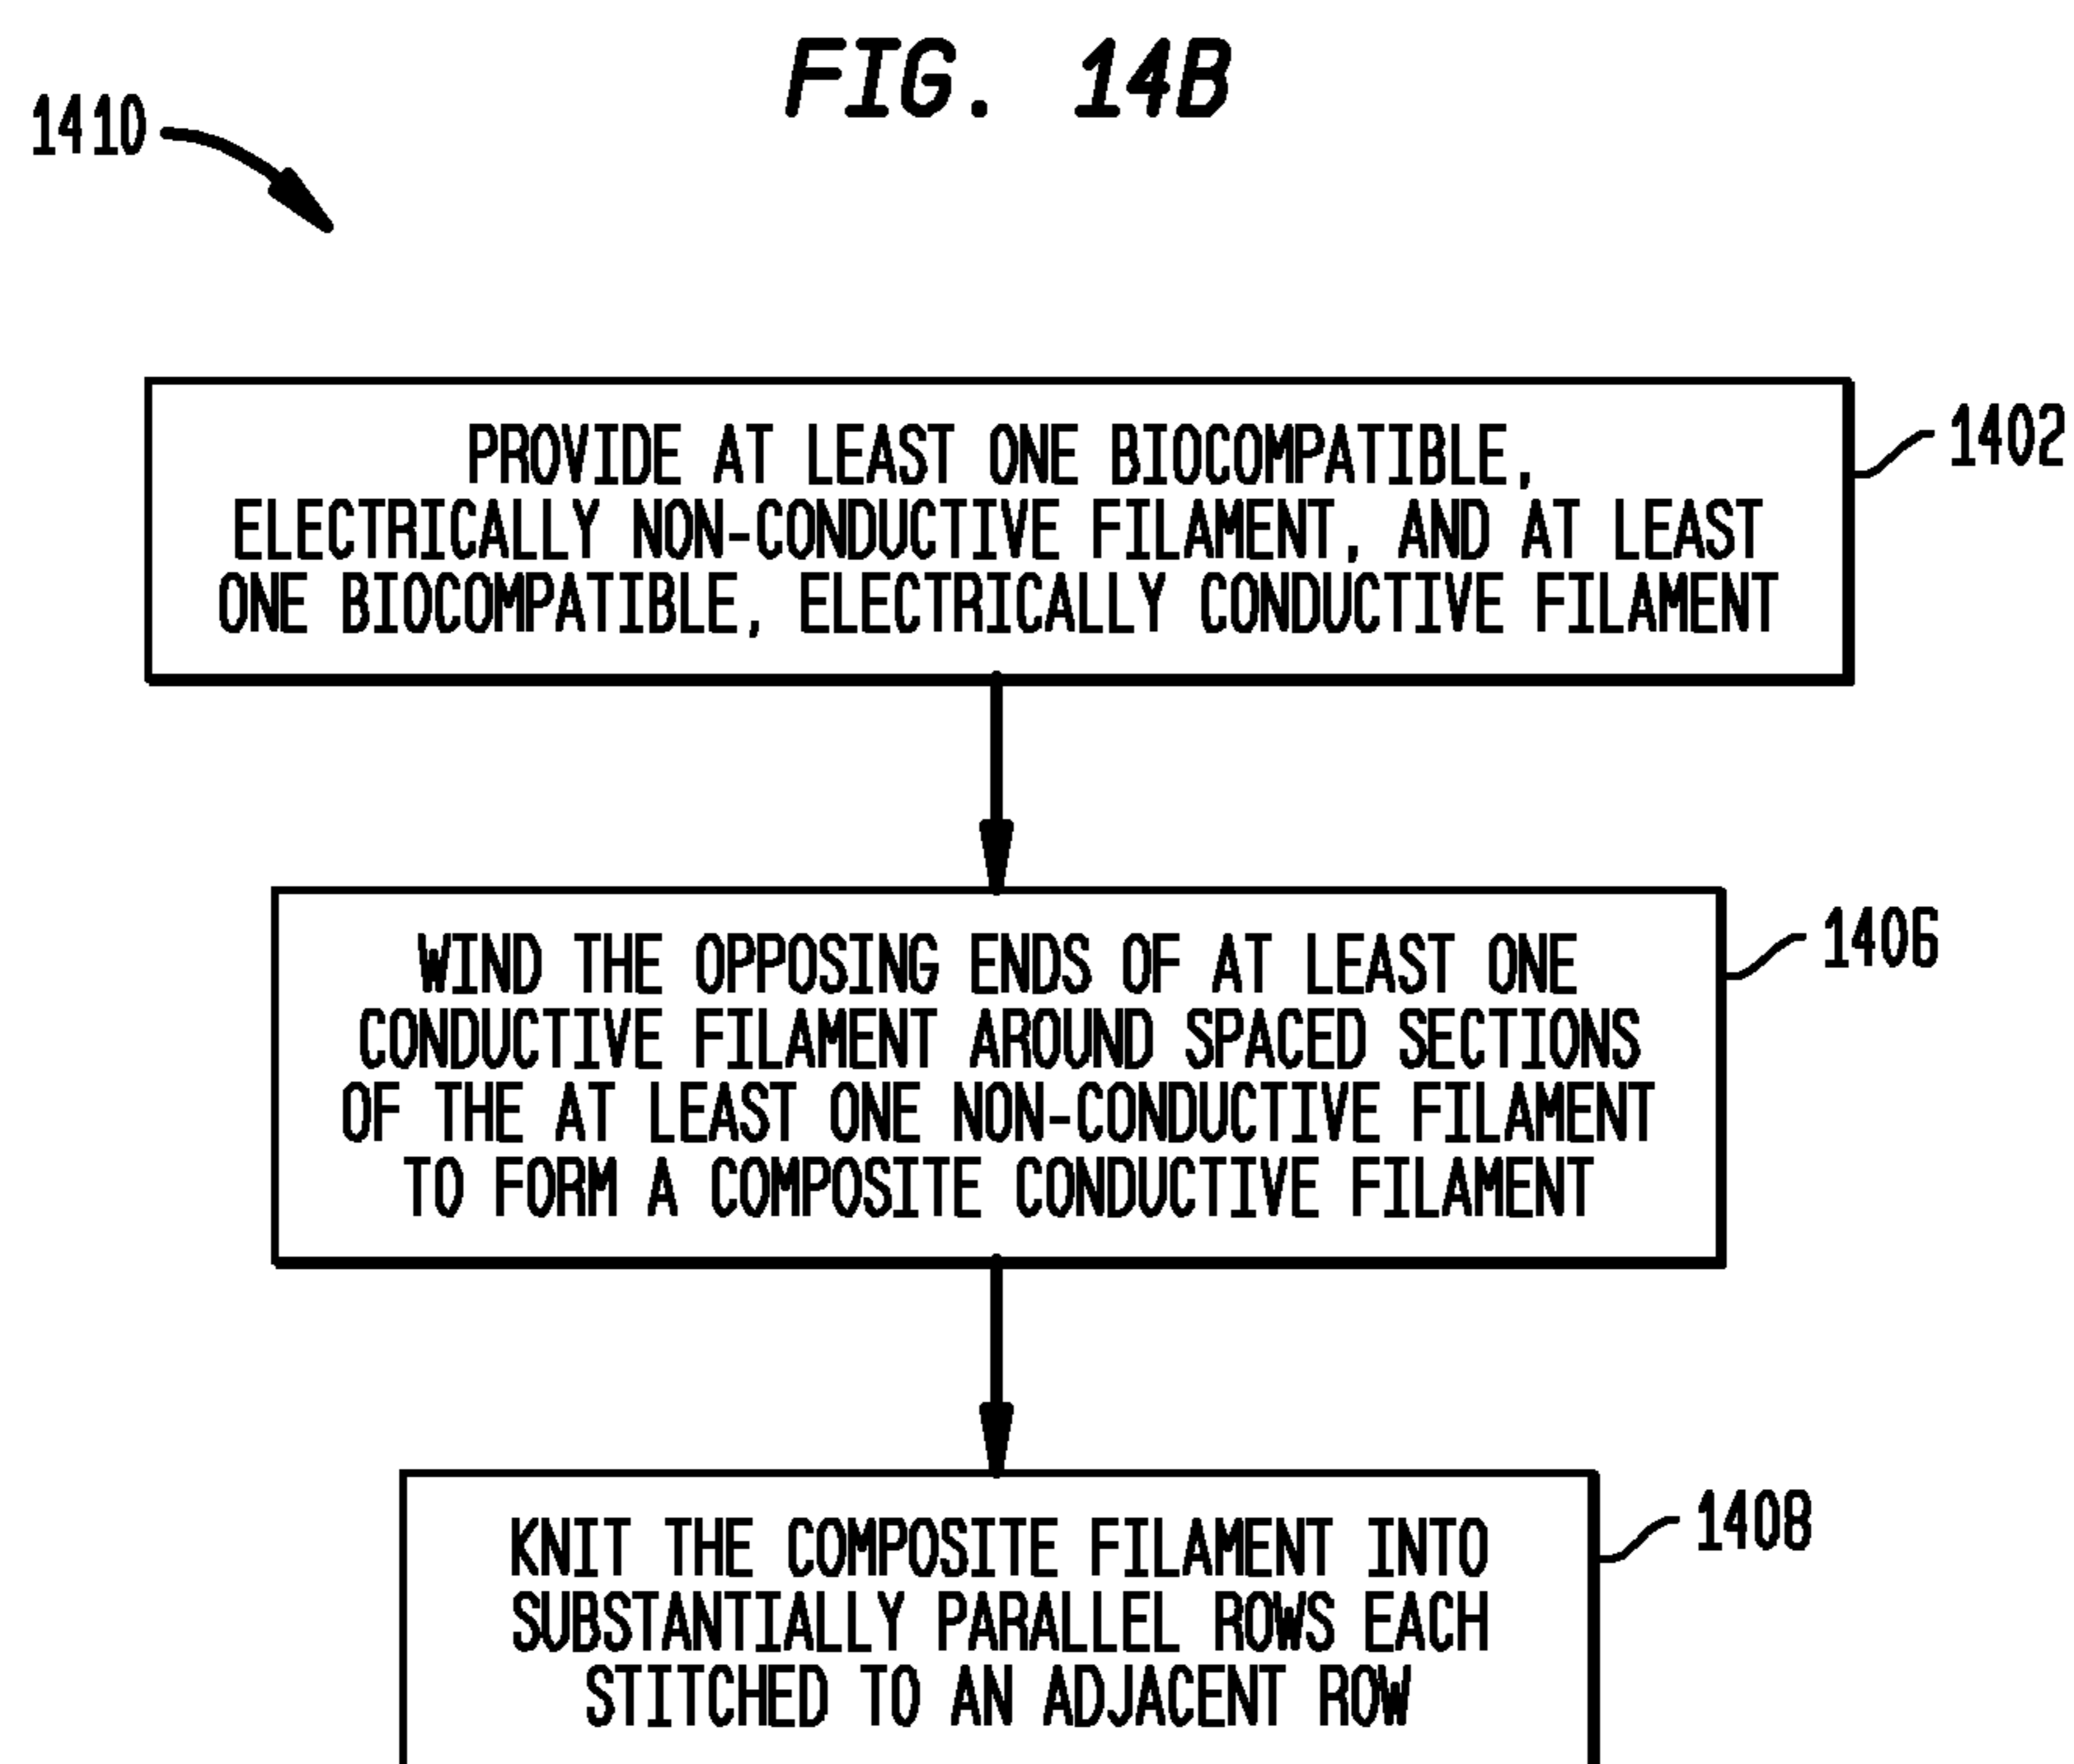 FIG. 14B
1410
PROVIDE AT LEAST ONE BIOCOMPATIBLE,
ELECTRICALLY NON-CONDUCTIVE FILAMENT, AND AT LEAST
ONE BIOCOMPATIBLE, ELECTRICALLY CONDUCTIVE FILAMENT
1402
WIND THE OPPOSING ENDS OF AT LEAST ONE
CONDUCTIVE FILAMENT AROUND SPACED SECTIONS
OF THE AT LEAST ONE NON-CONDUCTIVE FILAMENT
TO FORM A COMPOSITE CONDUCTIVE FILAMENT
1406
KNIT THE COMPOSITE FILAMENT INTO
SUBSTANTIALLY PARALLEL ROWS EACH
STITCHED TO AN ADJACENT ROW
1408